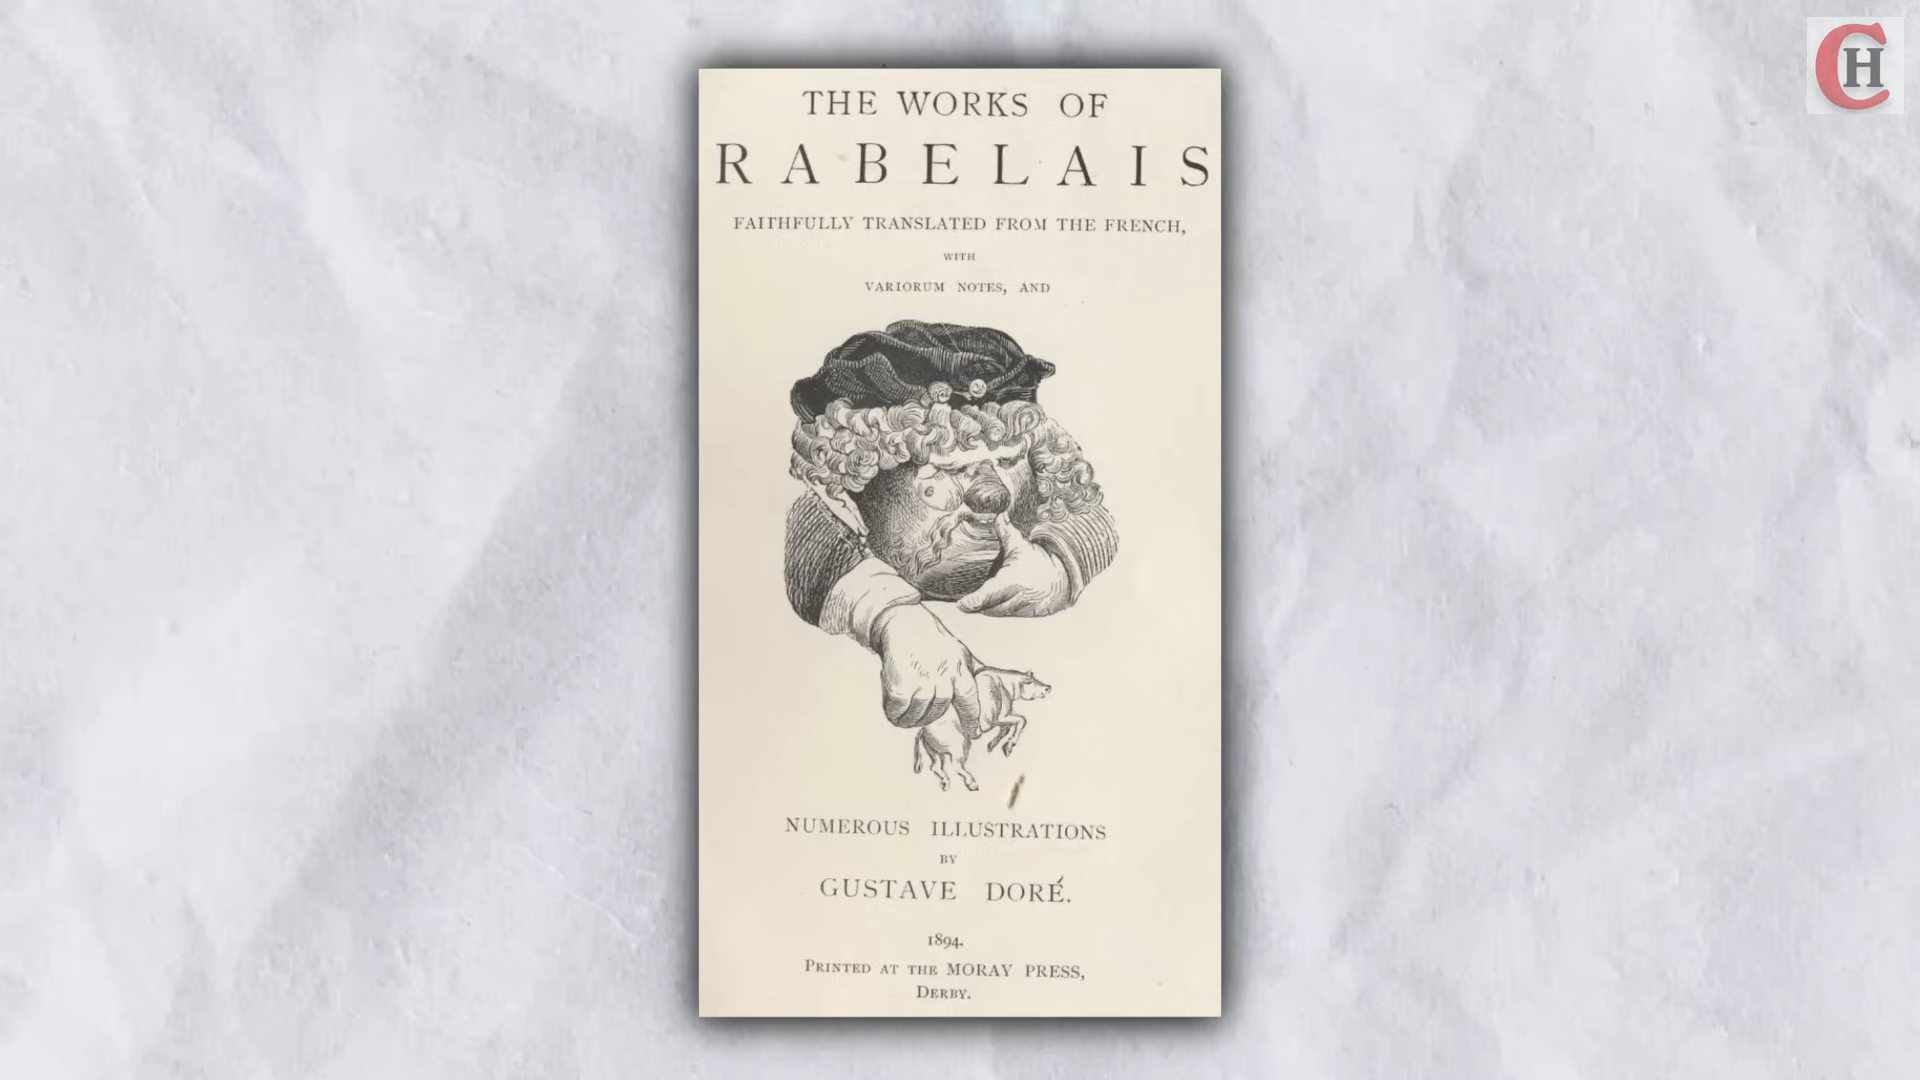 THE WORKS OF
RABELAIS
FAITHFULLY TRANSLATED FROM THE FRENCH,
WITH
VARIORUM NOTES, AND
NUMEROUS ILLUSTRATIONS
BY
GUSTAVE DORÉ.
1894.
PRINTED AT THE MORAY PRESS,
DERBY.
CH